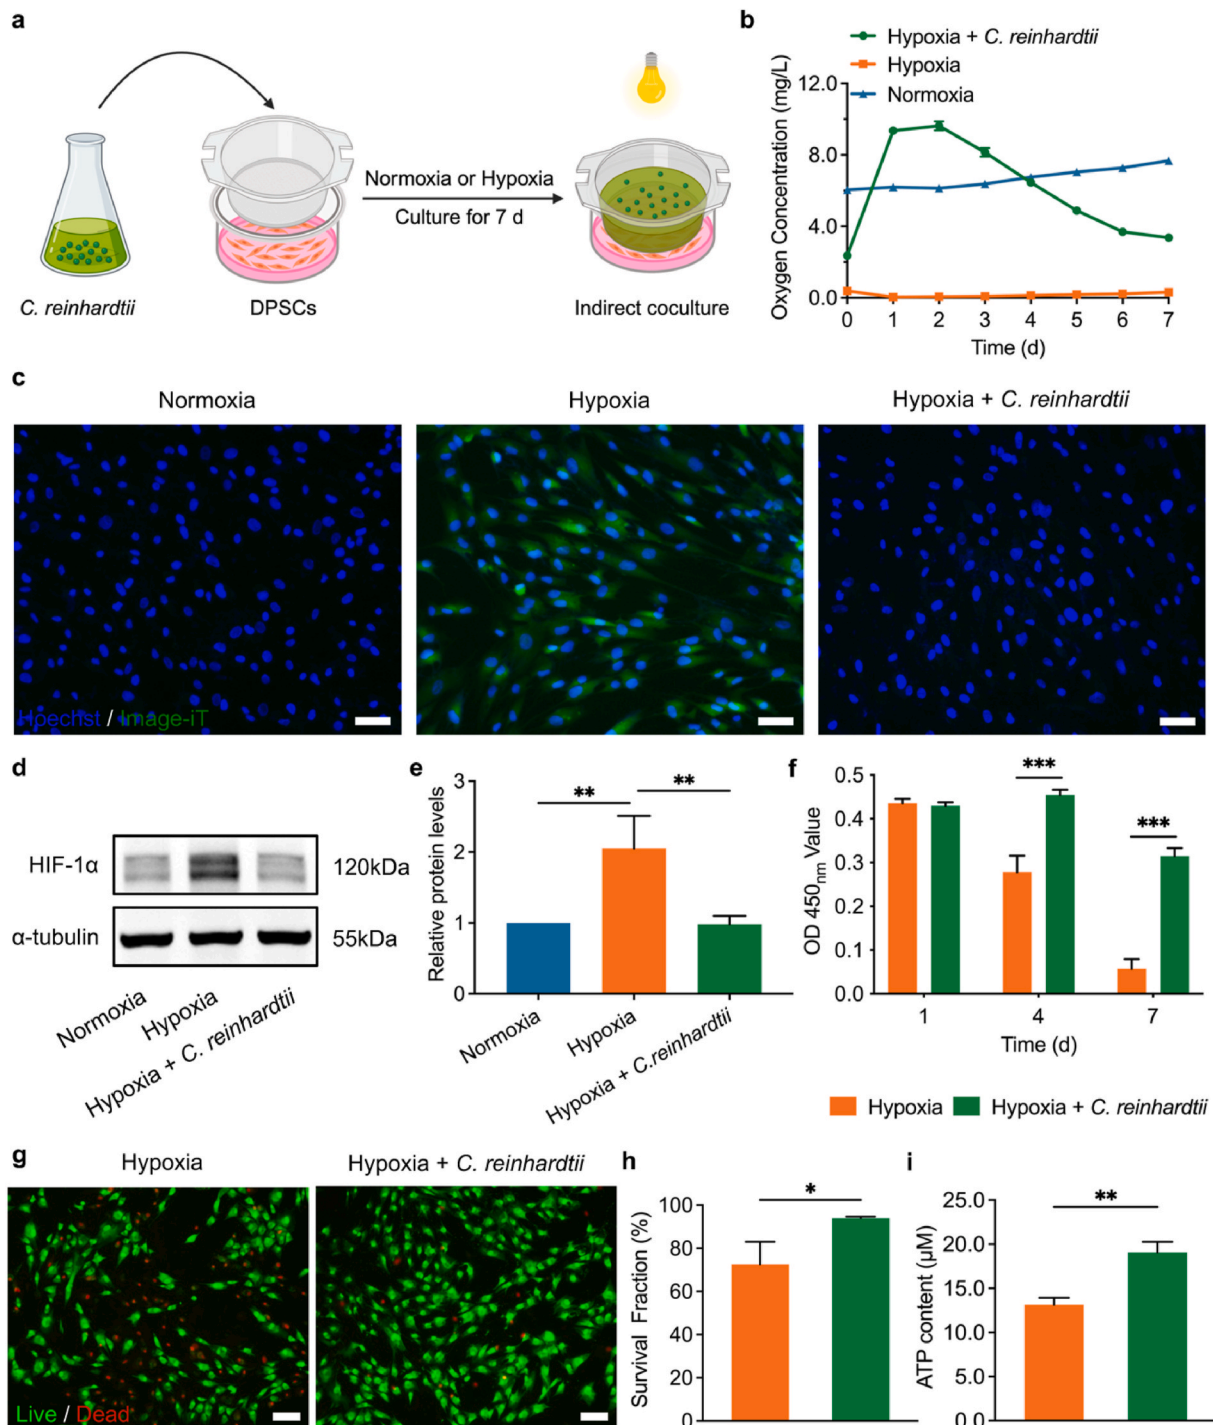 a
C. reinhardtii
DPSCs
Normoxia or Hypoxia
Culture for 7 d
Indirect coculture
b
Hypoxia + C. reinhardtii
Hypoxia
Normoxia
Oxygen Concentration (mg/L)
12.0
8.0
4.0
0.0
0 1 2 3 4 5 6 7
Time (d)
c
Normoxia
Hypoxia
Hypoxia + C. reinhardtii
Hoechst / Image-iT
d
HIF-1α
120kDa
α-tubulin
55kDa
Normoxia
Hypoxia
Hypoxia + C. reinhardtii
e
Relative protein levels
3
2
1
0
**
**
Normoxia
Hypoxia
Hypoxia + C.reinhardtii
f
OD 450nm Value
0.5
0.4
0.3
0.2
0.1
0.0
***
***
1 4 7
Time (d)
Hypoxia
Hypoxia + C. reinhardtii
g
Hypoxia
Hypoxia + C. reinhardtii
Live / Dead
h
Survival Fraction (%)
100
80
60
40
20
0
*
i
ATP content (μM)
25.0
20.0
15.0
10.0
5.0
0.0
**